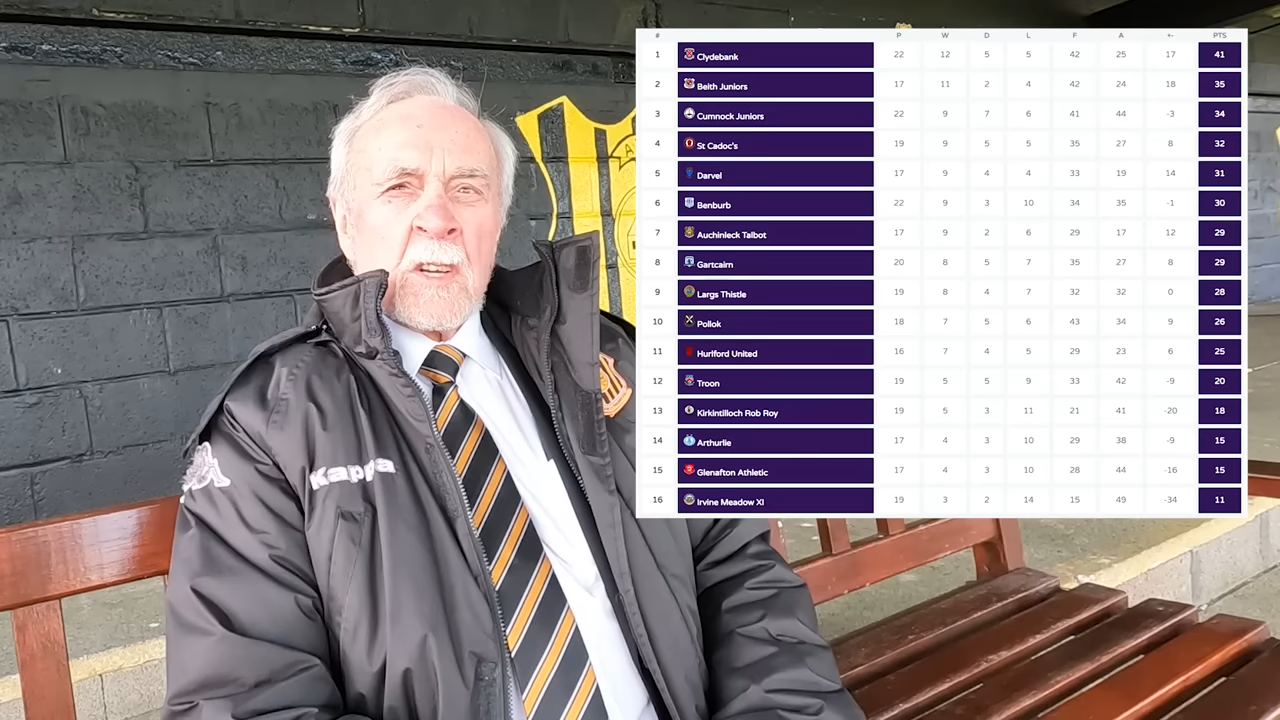 # P W D L F A +- PTS
1 Clydebank 22 12 5 5 42 25 17 41
2 Beith Juniors 17 11 2 4 42 24 18 35
3 Cumnock Juniors 22 9 7 6 41 44 -3 34
4 St Cadoc's 19 9 5 5 35 27 8 32
5 Darvel 17 9 4 4 33 19 14 31
6 Benburb 22 9 3 10 34 35 -1 30
7 Auchinleck Talbot 17 9 2 6 29 17 12 29
8 Gartcairn 20 8 5 7 35 27 8 29
9 Largs Thistle 19 8 4 7 32 32 0 28
10 Pollok 18 7 5 6 43 34 9 26
11 Hurlford United 16 7 4 5 29 23 6 25
12 Troon 19 5 5 9 33 42 -9 20
13 Kirkintilloch Rob Roy 19 5 3 11 21 41 -20 18
14 Arthurlie 17 4 3 10 29 38 -9 15
15 Glenafton Athletic 17 4 3 10 28 44 -16 15
16 Irvine Meadow XI 19 3 2 14 15 49 -34 11
Kappa